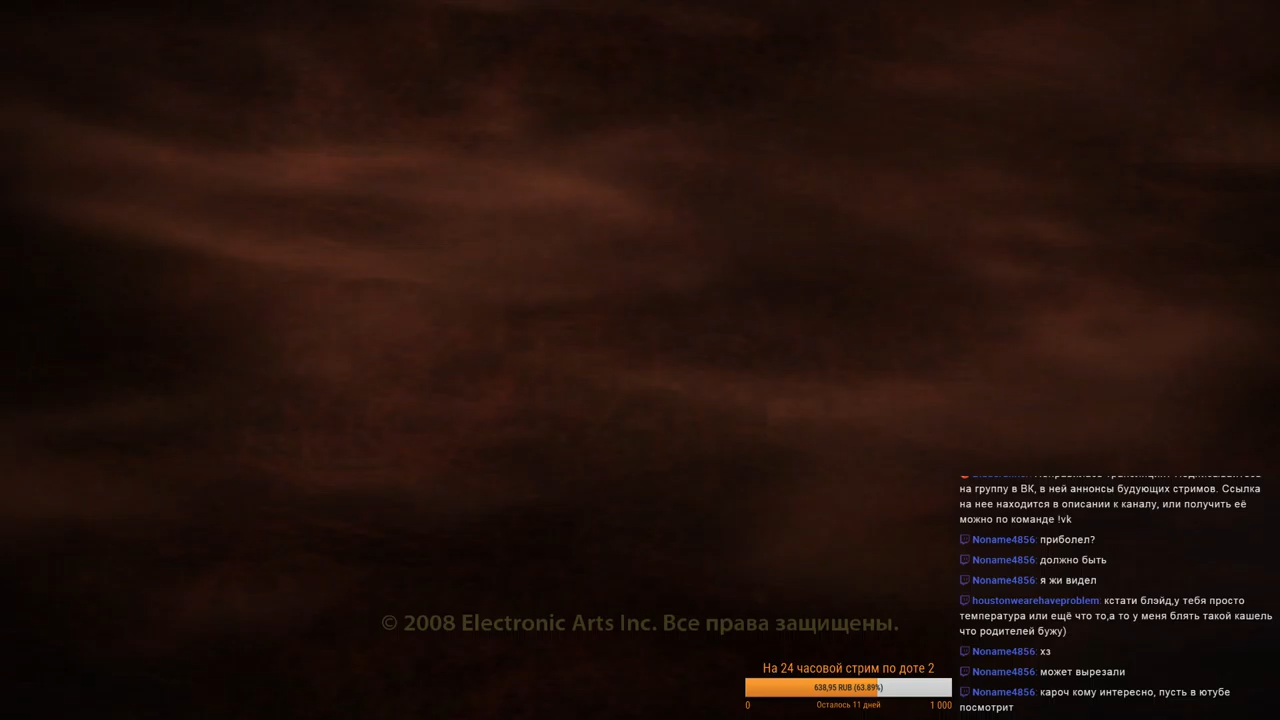 на группу в ВК, в ней анонсы будующих стримов. Ссылка
на нее находится в описании к каналу, или получить её
можно по команде !vk
Noname4856: приболел?
Noname4856: должно быть
Noname4856: я жи видел
houstonwearehaveproblem: кстати блэйд,у тебя просто
температура или ещё что то,а то у меня блять такой кашель
что родителей бужу)
Noname4856: хз
Noname4856: может вырезали
Noname4856: кароч кому интересно, пусть в ютубе
посмотрит
© 2008 Electronic Arts Inc. Все права защищены.
На 24 часовой стрим по доте 2
638,95 RUB (63.89%)
0 Осталось 11 дней 1 000